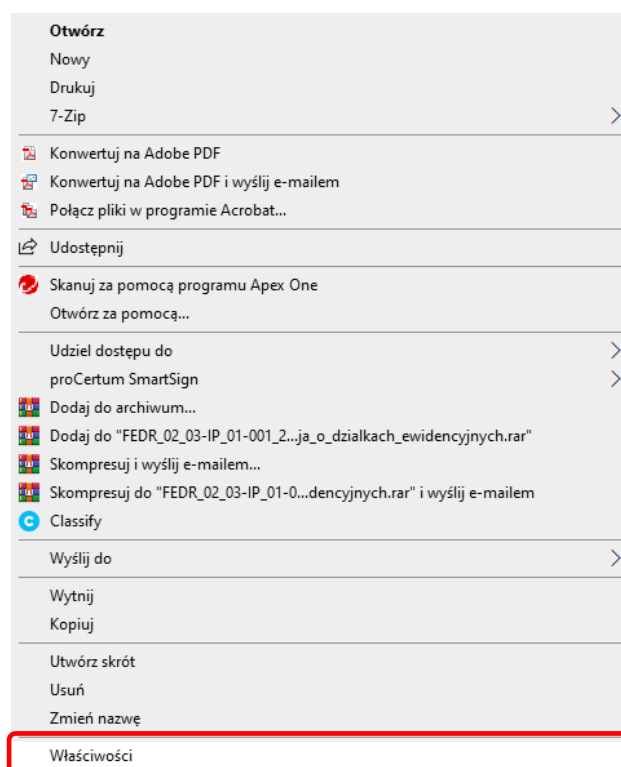 Otwórz
Nowy
Drukuj
7-Zip
Konwertuj na Adobe PDF
Konwertuj na Adobe PDF i wyślij e-mailem
Połącz pliki w programie Acrobat...
Udostępnij
Skanuj za pomocą programu Apex One
Otwórz za pomocą...
Udziel dostępu do
proCertum SmartSign
Dodaj do archiwum...
Dodaj do "FEDR_02_03-IP_01-001_2...ja_o_dzialkach_ewidencyjnych.rar"
Skompresuj i wyślij e-mailem...
Skompresuj do "FEDR_02_03-IP_01-0...dencyjnych.rar" i wyślij e-mailem
Classify
Wyślij do
Wytnij
Kopiuj
Utwórz skrót
Usuń
Zmień nazwę
Właściwości